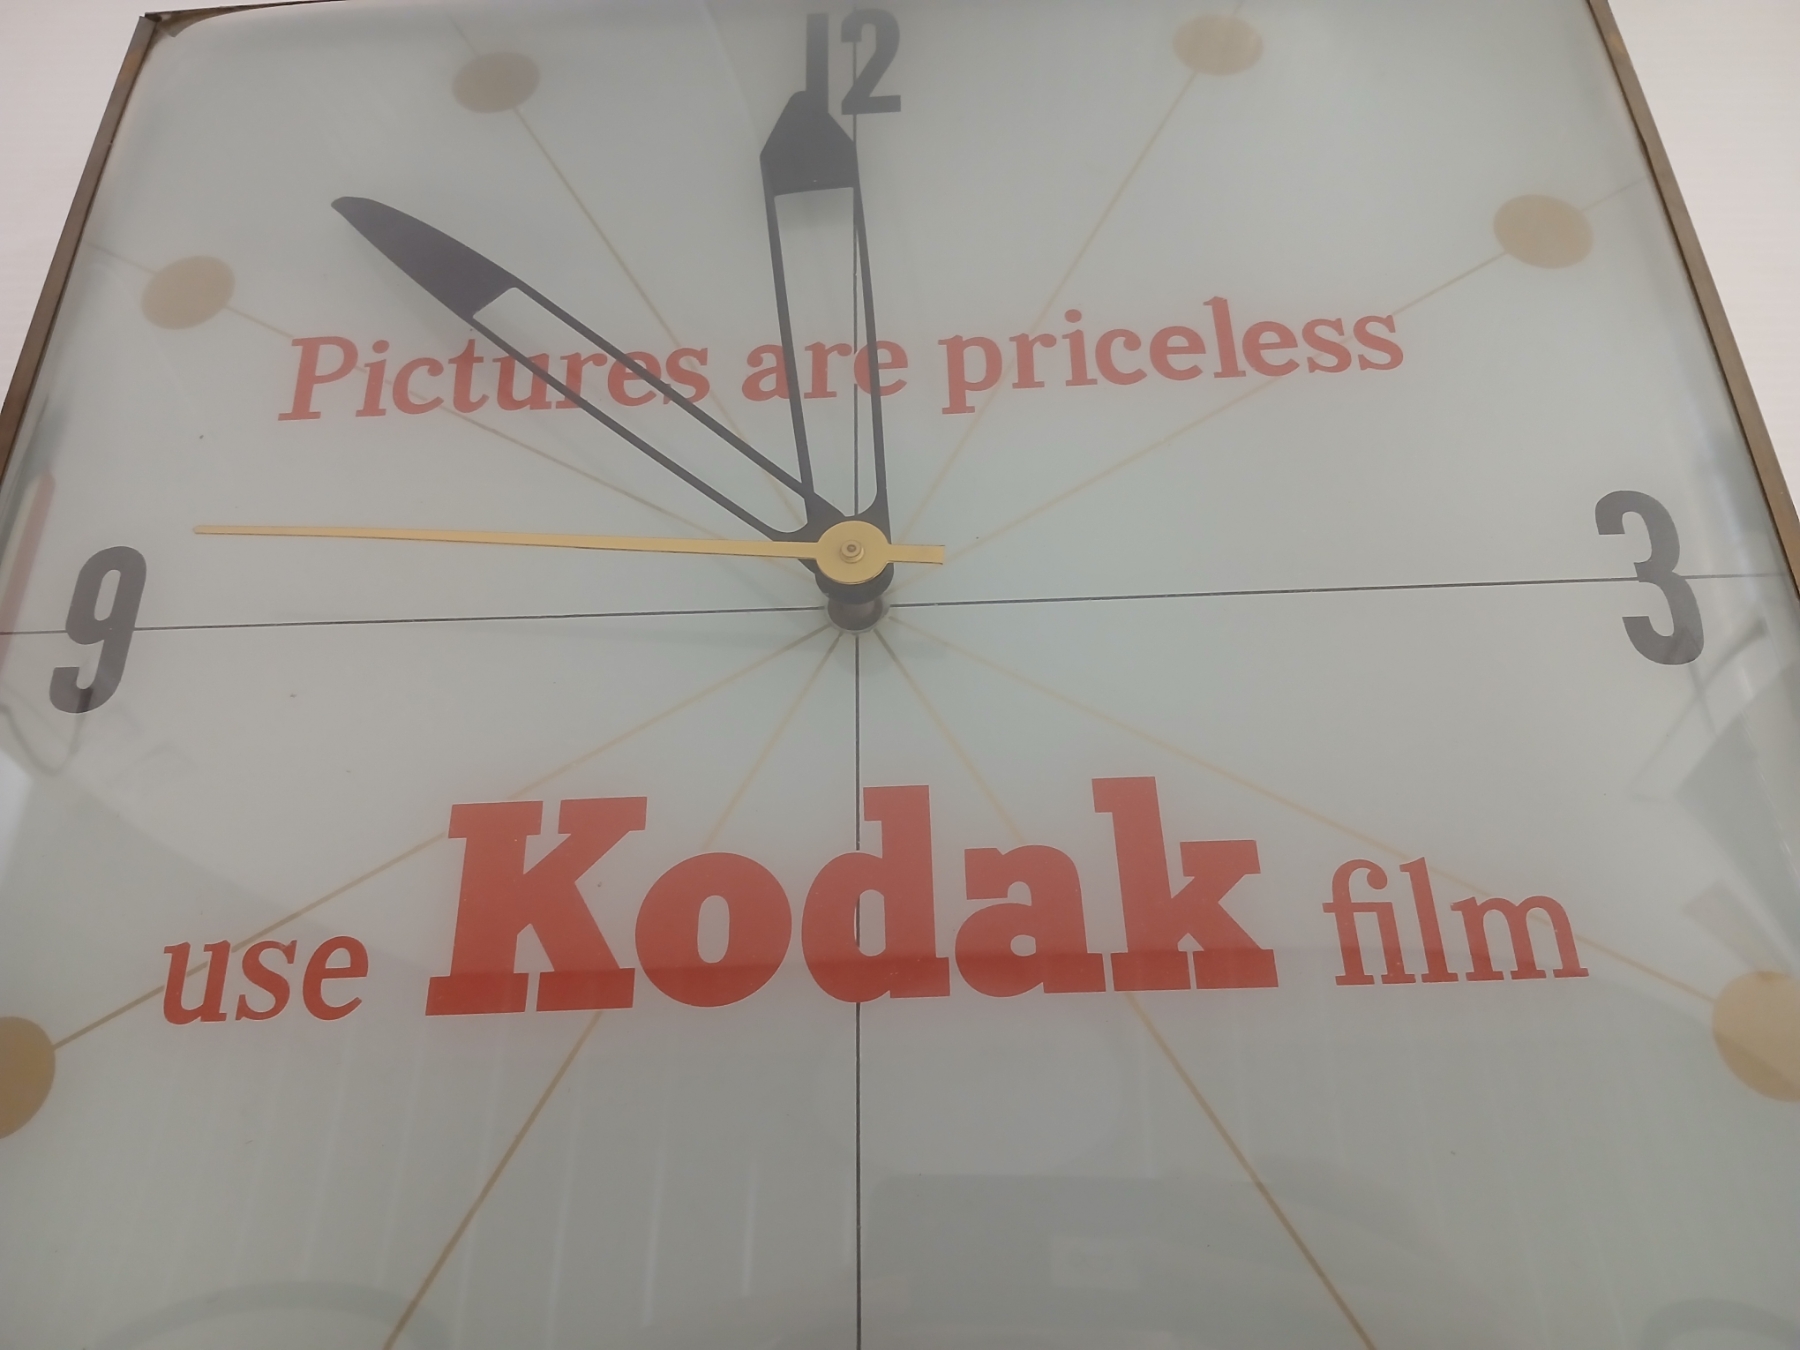 12
Pictures are priceless
9 3
use Kodak film